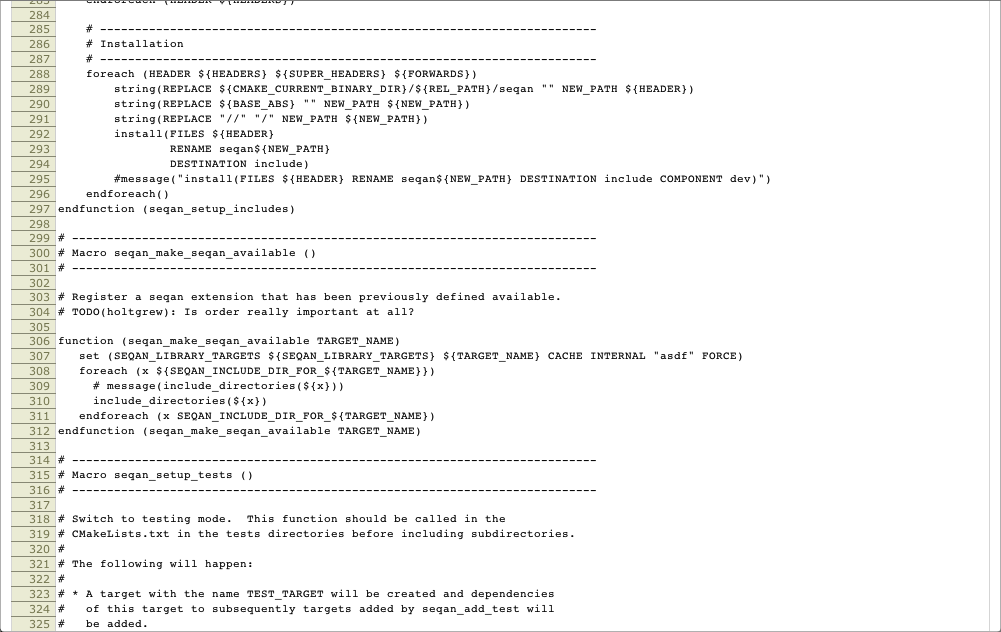 283     endforeach (HEADER ${HEADERS})
284
285     # ---------------------------------------------------------------------------
286     # Installation
287     # ---------------------------------------------------------------------------
288     foreach (HEADER ${HEADERS} ${SUPER_HEADERS} ${FORWARDS})
289         string(REPLACE ${CMAKE_CURRENT_BINARY_DIR}/${REL_PATH}/seqan "" NEW_PATH ${HEADER})
290         string(REPLACE ${BASE_ABS} "" NEW_PATH ${NEW_PATH})
291         string(REPLACE "//" "/" NEW_PATH ${NEW_PATH})
292         install(FILES ${HEADER}
293                 RENAME seqan${NEW_PATH}
294                 DESTINATION include)
295         #message("install(FILES ${HEADER} RENAME seqan${NEW_PATH} DESTINATION include COMPONENT dev)")
296     endforeach()
297 endfunction (seqan_setup_includes)
298
299 # ---------------------------------------------------------------------------
300 # Macro seqan_make_seqan_available ()
301 # ---------------------------------------------------------------------------
302
303 # Register a seqan extension that has been previously defined available.
304 # TODO(holtgrew): Is order really important at all?
305
306 function (seqan_make_seqan_available TARGET_NAME)
307    set (SEQAN_LIBRARY_TARGETS ${SEQAN_LIBRARY_TARGETS} ${TARGET_NAME} CACHE INTERNAL "asdf" FORCE)
308    foreach (x ${SEQAN_INCLUDE_DIR_FOR_${TARGET_NAME}})
309      # message(include_directories(${x}))
310      include_directories(${x})
311    endforeach (x SEQAN_INCLUDE_DIR_FOR_${TARGET_NAME})
312 endfunction (seqan_make_seqan_available TARGET_NAME)
313
314 # ---------------------------------------------------------------------------
315 # Macro seqan_setup_tests ()
316 # ---------------------------------------------------------------------------
317
318 # Switch to testing mode.  This function should be called in the
319 # CMakeLists.txt in the tests directories before including subdirectories.
320 #
321 # The following will happen:
322 #
323 # * A target with the name TEST_TARGET will be created and dependencies
324 #   of this target to subsequently targets added by seqan_add_test will
325 #   be added.